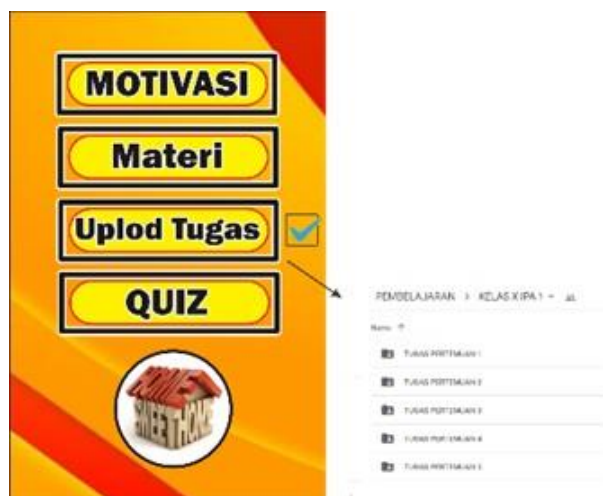 MOTIVASI
Materi
Uplod Tugas
QUIZ
HOME
SWEET HOME
PEMBELAJARAN > KELAS X IPA 1
Name ↑
TUGAS PERTEMUAN 1
TUGAS PERTEMUAN 2
TUGAS PERTEMUAN 3
TUGAS PERTEMUAN 4
TUGAS PERTEMUAN 5